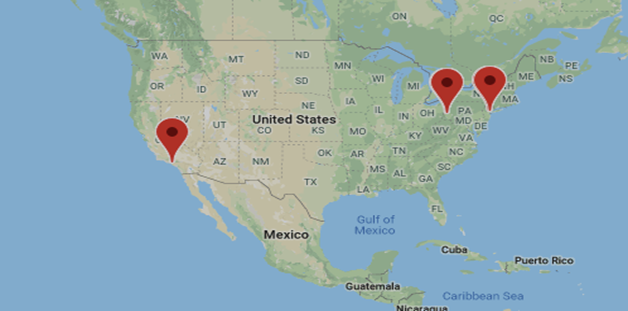 ON
QC
WA
MT
ND
MN
NB
PE
NS
ME
OR
ID
SD
WI
MI
WY
MA
NE
IA
IN
OH
PA
NV
UT
United States
MD
DE
CO
KS
MO
WV
VA
KY
AZ
NM
OK
AR
TN
NC
SC
MS
AL
GA
TX
LA
FL
Gulf of
Mexico
Mexico
Cuba
Puerto Rico
Guatemala
Caribbean Sea
Nicaragua